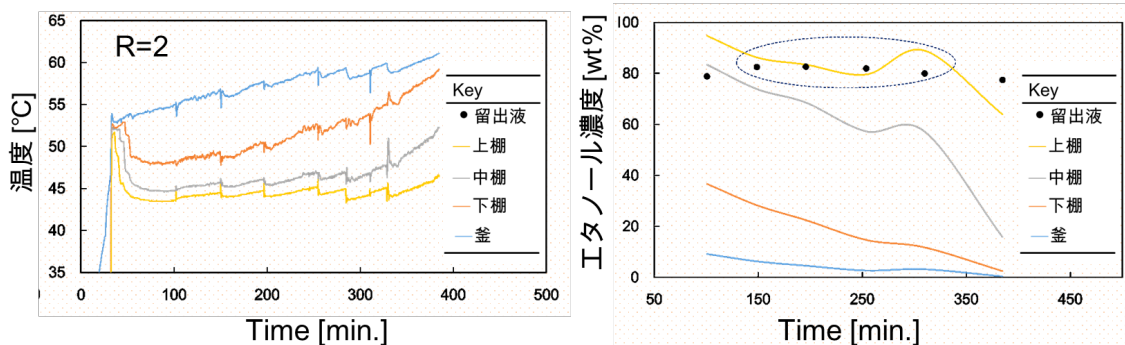 65
60
55
50
45
40
35
温度 [℃]
R=2
Key
留出液
上棚
中棚
下棚
釜
0
100
200
300
400
500
Time [min.]
100
80
60
40
20
0
エタノール濃度 [wt%]
Key
留出液
上棚
中棚
下棚
釜
50
150
250
350
450
Time [min.]